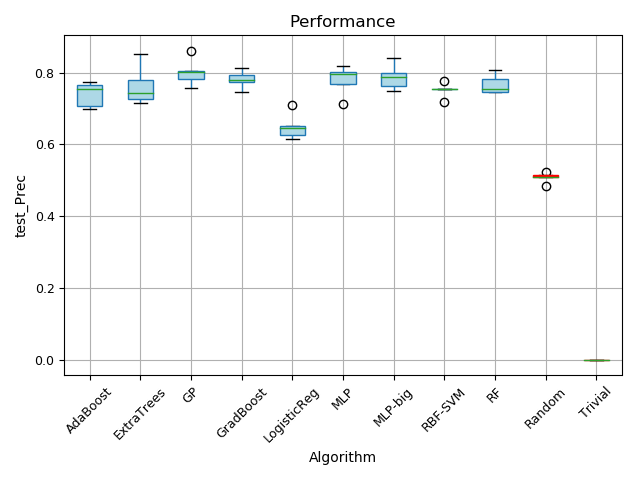 Performance
test_Prec
0.8
0.6
0.4
0.2
0.0
AdaBoost
ExtraTrees
GP
GradBoost
LogisticReg
MLP
MLP-big
RBF-SVM
RF
Random
Trivial
Algorithm